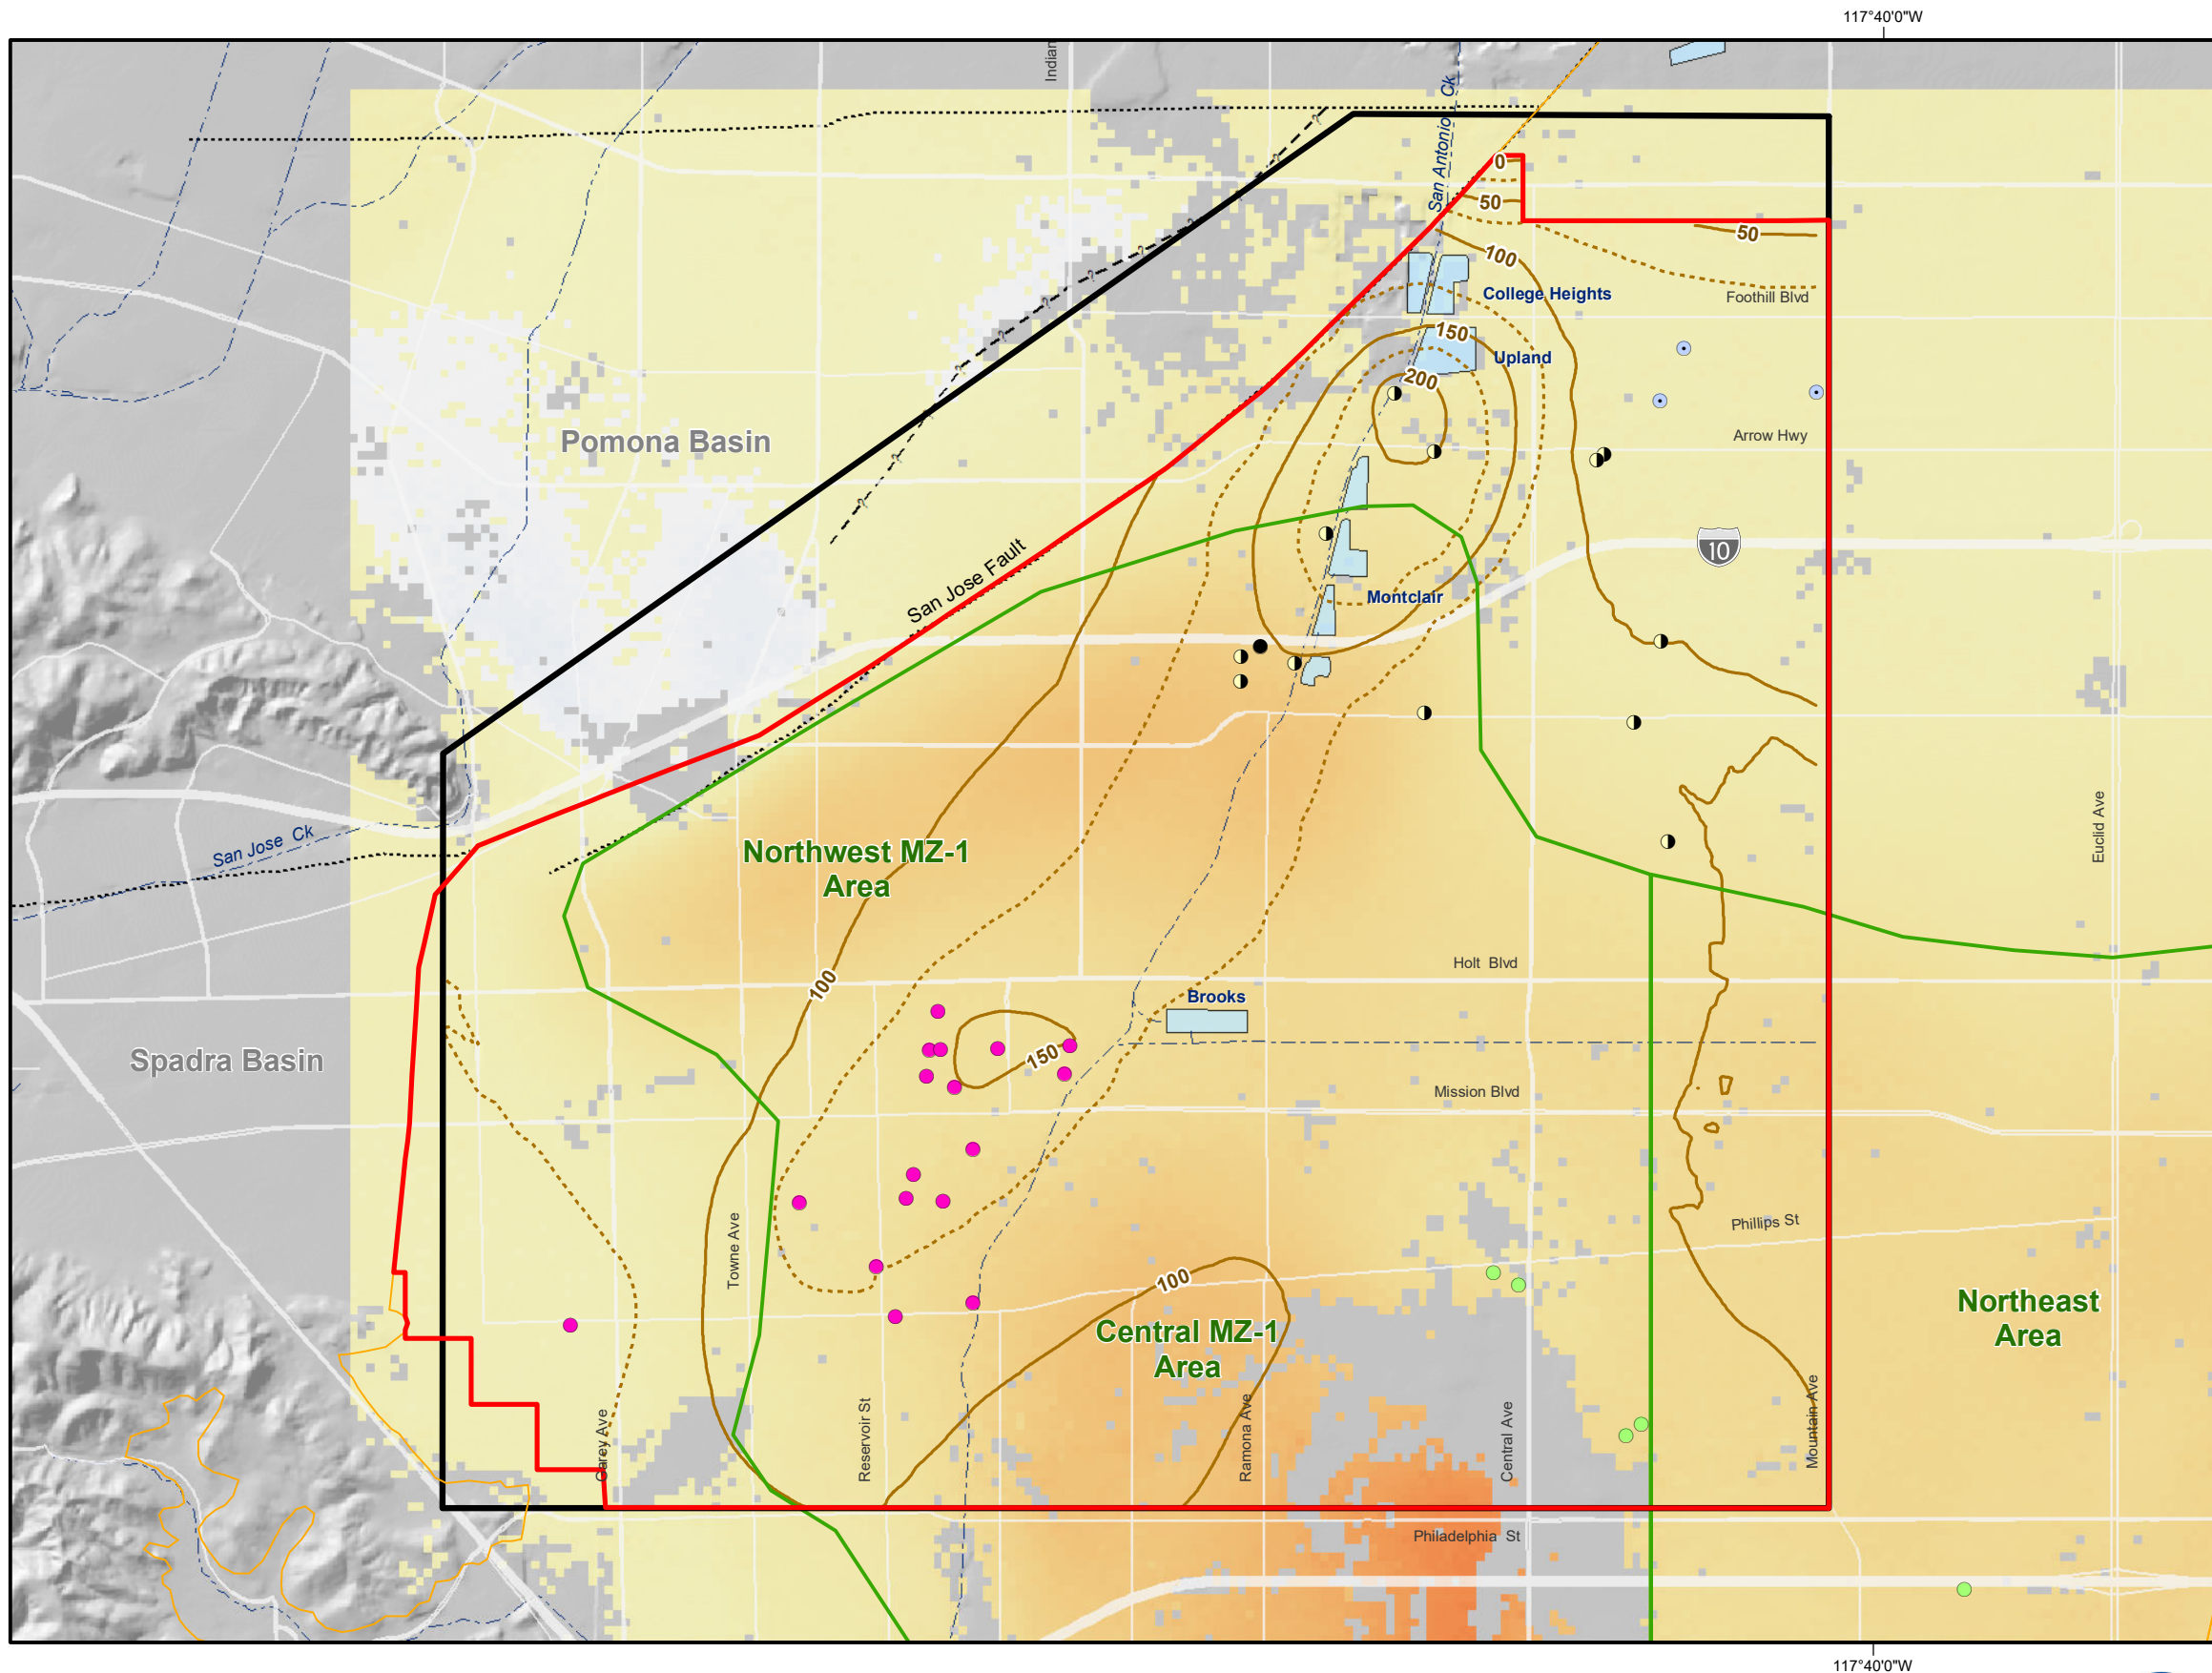 117°40'0"W
Indian
San Antonio Ck
0
50
50
100
College Heights
Foothill Blvd
150
Upland
200
Arrow Hwy
Pomona Basin
10
San Jose Fault
Montclair
San Jose Ck
Euclid Ave
Northwest MZ-1
Area
Holt Blvd
100
Brooks
150
Spadra Basin
Mission Blvd
Phillips St
Towne Ave
100
Northeast
Area
Central MZ-1
Area
Garey Ave
Reservoir St
Ramona Ave
Central Ave
Mountain Ave
Philadelphia St
117°40'0"W